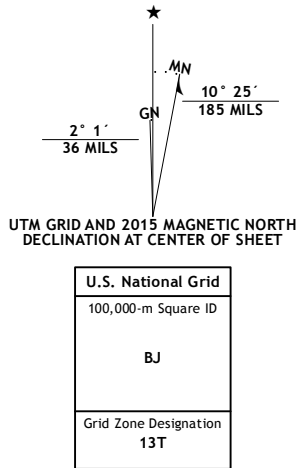 ★
MN
GN
10° 25´
185 MILS
2° 1´
36 MILS
UTM GRID AND 2015 MAGNETIC NORTH
DECLINATION AT CENTER OF SHEET
U.S. National Grid
100,000-m Square ID
BJ
Grid Zone Designation
13T